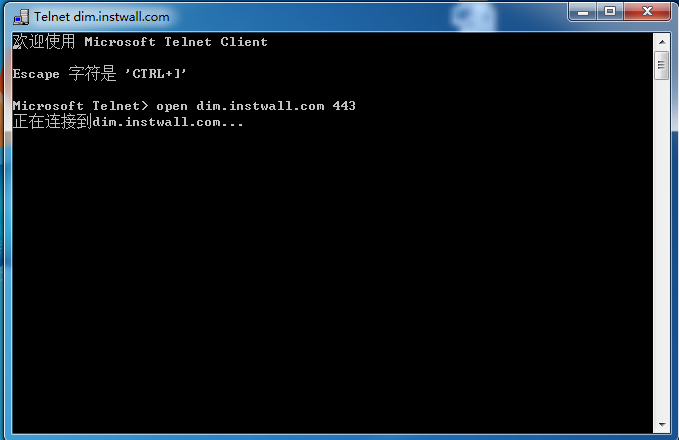 Telnet dim.instwall.com
欢迎使用 Microsoft Telnet Client
Escape 字符是 'CTRL+]'
Microsoft Telnet> open dim.instwall.com 443
正在连接到dim.instwall.com...